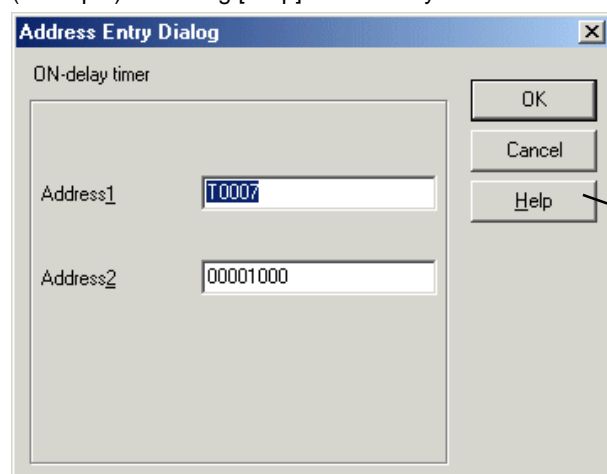 Address Entry Dialog
ON-delay timer
OK
Cancel
Address1 T0007
Help
Address2 00001000